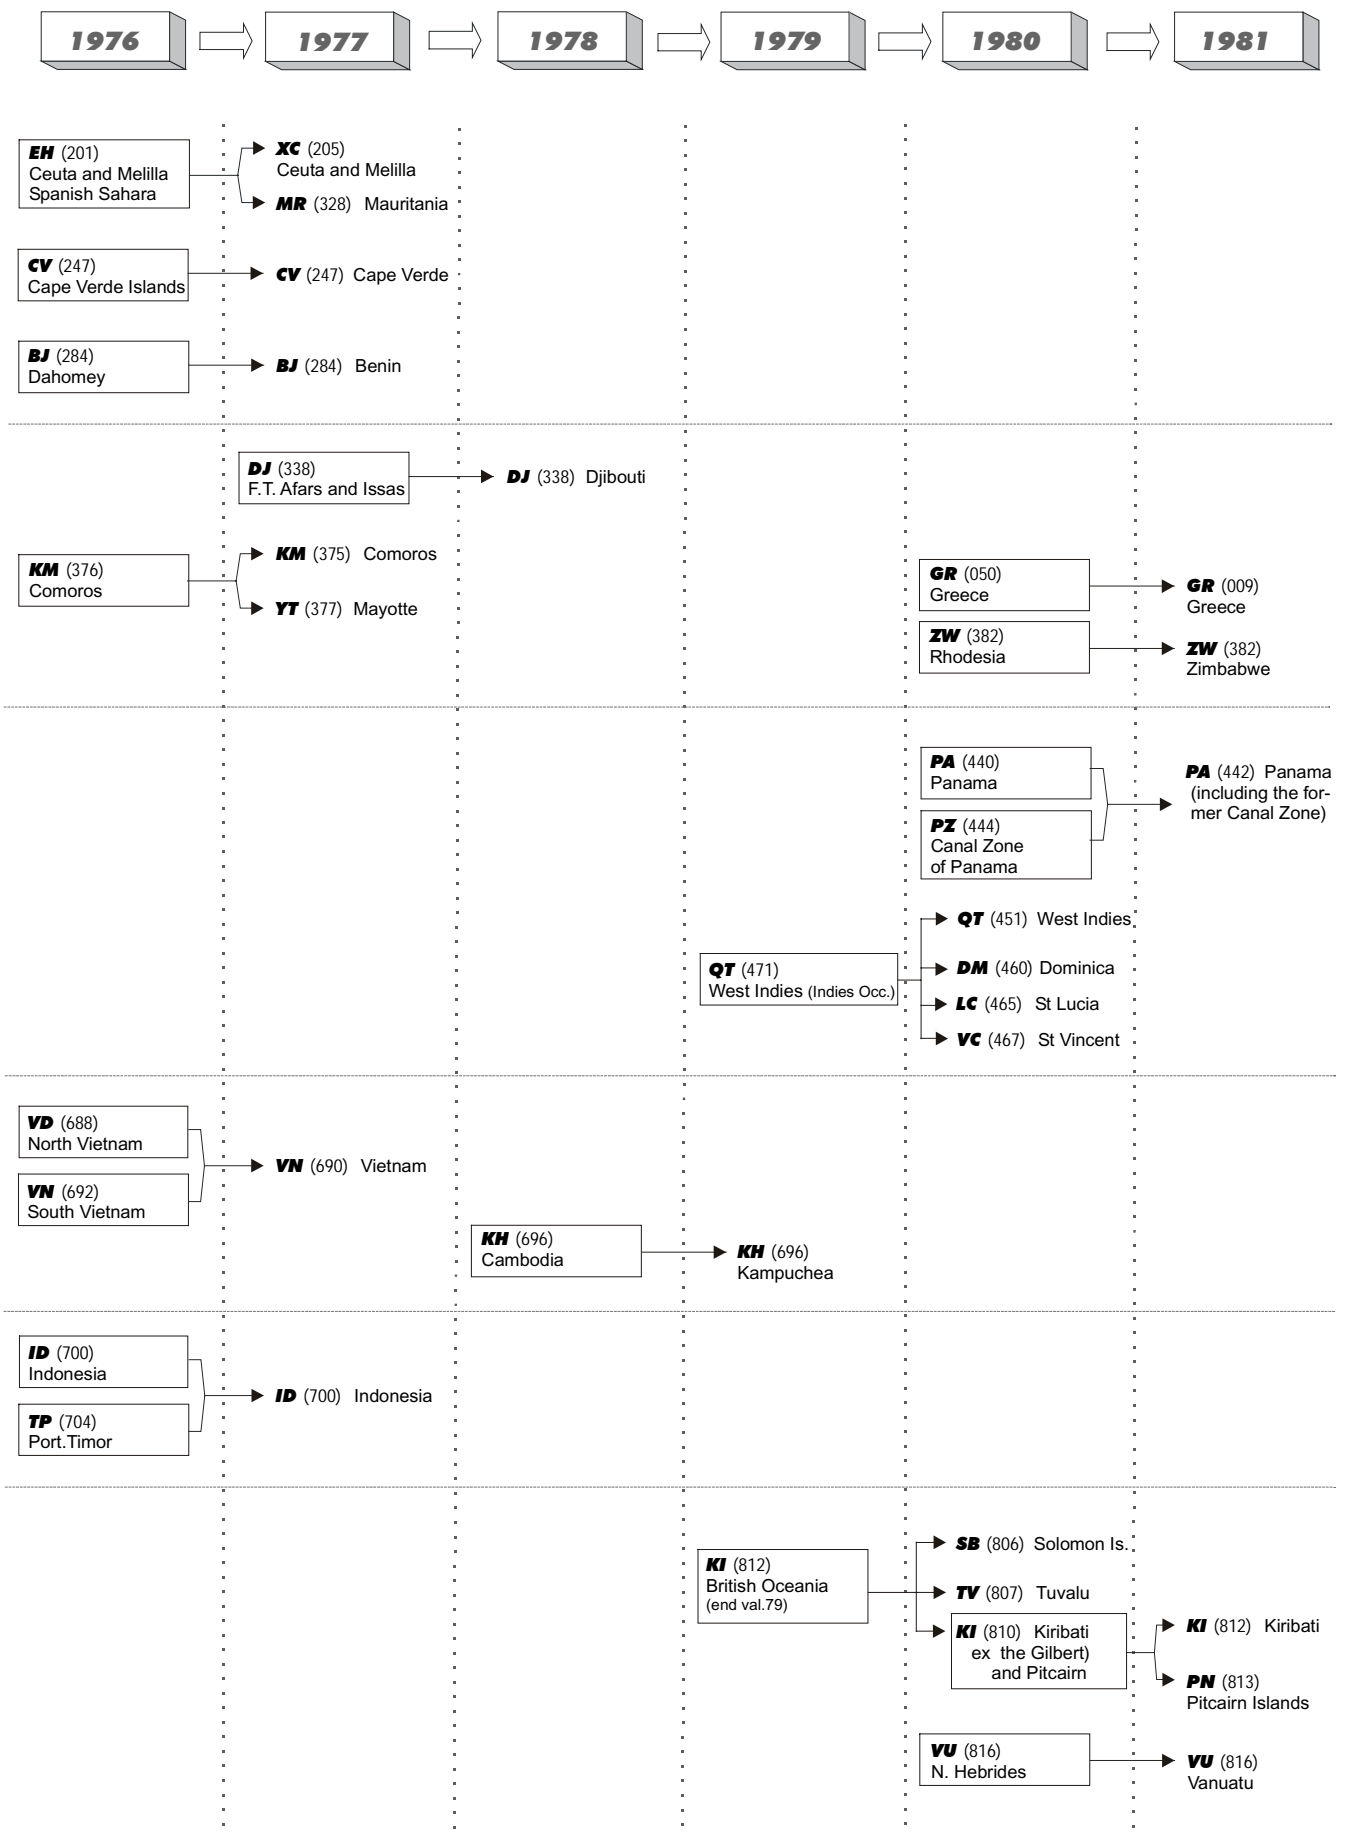 1976 1977 1978 1979 1980 1981
EH (201)
Ceuta and Melilla
Spanish Sahara
XC (205)
Ceuta and Melilla
MR (328) Mauritania
CV (247)
Cape Verde Islands
CV (247) Cape Verde
BJ (284)
Dahomey
BJ (284) Benin
DJ (338)
F.T. Afars and Issas
DJ (338) Djibouti
KM (376)
Comoros
KM (375) Comoros
YT (377) Mayotte
GR (050)
Greece
GR (009)
Greece
ZW (382)
Rhodesia
ZW (382)
Zimbabwe
PA (440)
Panama
PZ (444)
Canal Zone
of Panama
PA (442) Panama
(including the for-
mer Canal Zone)
QT (471)
West Indies (Indies Occ.)
QT (451) West Indies
DM (460) Dominica
LC (465) St Lucia
VC (467) St Vincent
VD (688)
North Vietnam
VN (692)
South Vietnam
VN (690) Vietnam
KH (696)
Cambodia
KH (696)
Kampuchea
ID (700)
Indonesia
TP (704)
Port.Timor
ID (700) Indonesia
KI (812)
British Oceania
(end val.79)
SB (806) Solomon Is.
TV (807) Tuvalu
KI (810) Kiribati
ex the Gilbert)
and Pitcairn
KI (812) Kiribati
PN (813)
Pitcairn Islands
VU (816)
N. Hebrides
VU (816)
Vanuatu